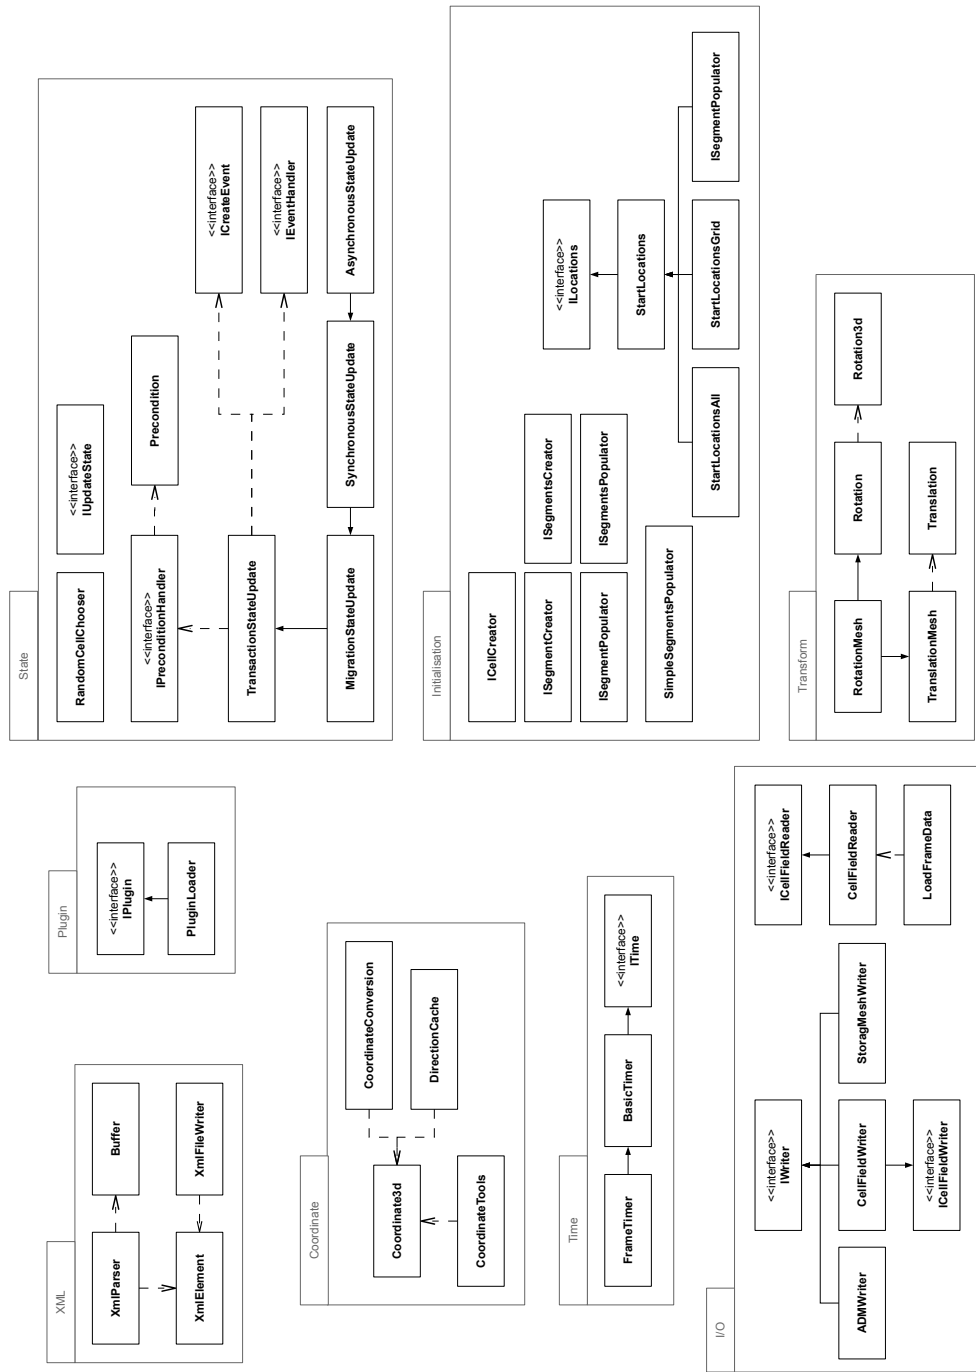 XML
XmlParser
Buffer
XmlElement
XmlFileWriter
Plugin
<<interface>>
IPlugin
PluginLoader
State
RandomCellChooser
<<interface>>
IUpdateState
<<interface>>
IPreconditionHandler
Precondition
TransactionStateUpdate
<<interface>>
ICreateEvent
<<interface>>
IEventHandler
MigrationStateUpdate
SynchronousStateUpdate
AsynchronousStateUpdate
Coordinate
Coordinate3d
CoordinateConversion
DirectionCache
CoordinateTools
Time
FrameTimer
BasicTimer
<<interface>>
ITime
Initialisation
ICellCreator
ISegmentCreator
ISegmentsCreator
ISegmentPopulator
ISegmentsPopulator
SimpleSegmentsPopulator
<<interface>>
ILocations
StartLocations
StartLocationsAll
StartLocationsGrid
ISegmentPopulator
I/O
<<interface>>
IWriter
<<interface>>
ICellFieldReader
ADMWriter
CellFieldWriter
StoragMeshWriter
CellFieldReader
<<interface>>
ICellFieldWriter
LoadFrameData
Transform
RotationMesh
Rotation
Rotation3d
TranslationMesh
Translation